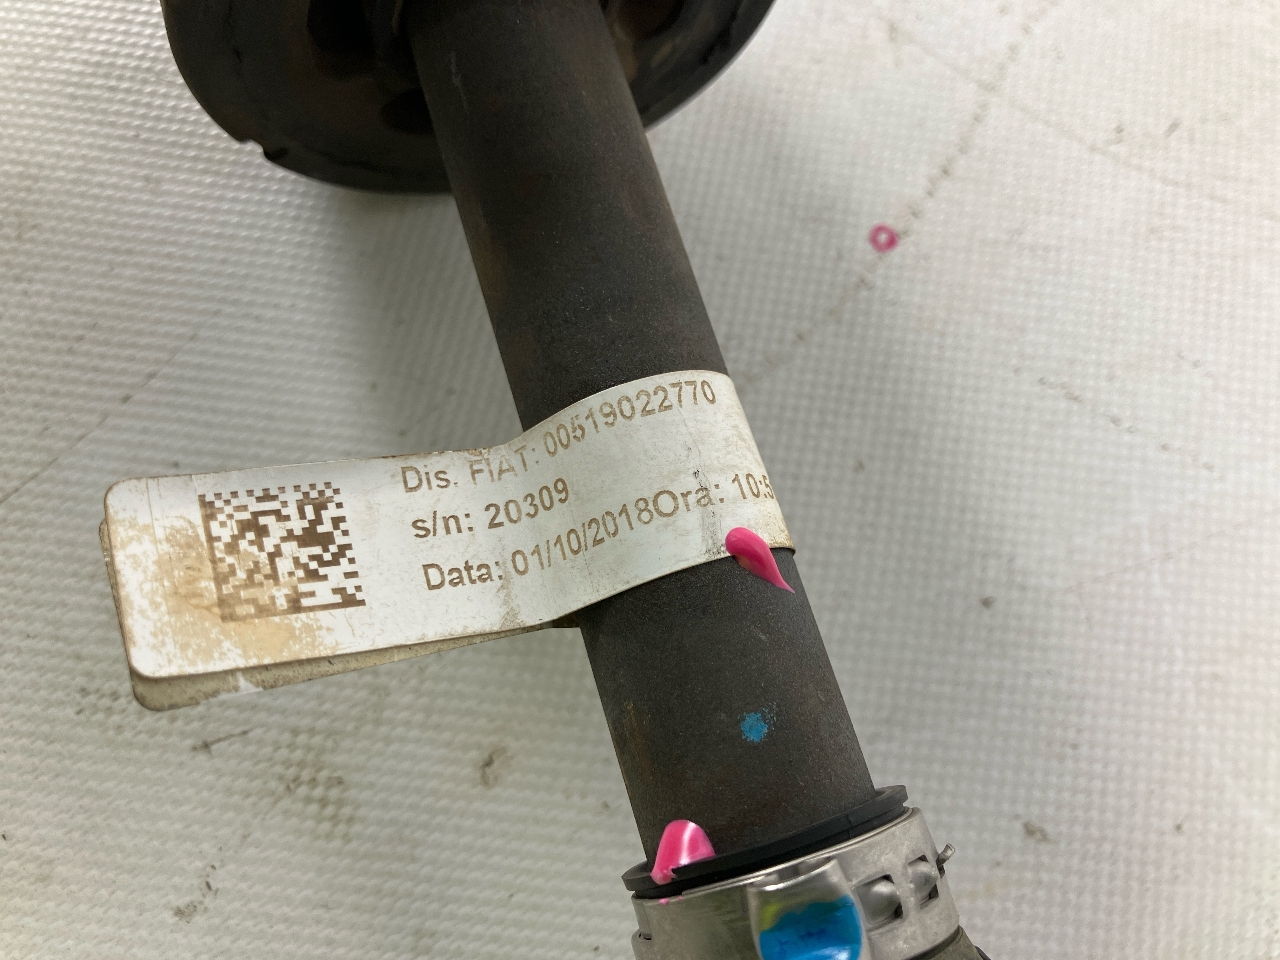 Dis. FIAT: 00519022770
s/n: 20309
Data: 01/10/2018Ora: 10:5